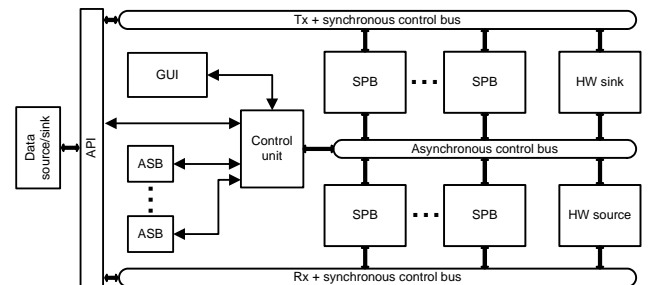 Tx + synchronous control bus
GUI
SPB
SPB
HW sink
Data
source/sink
API
Control
unit
Asynchronous control bus
ASB
ASB
SPB
SPB
HW source
Rx + synchronous control bus